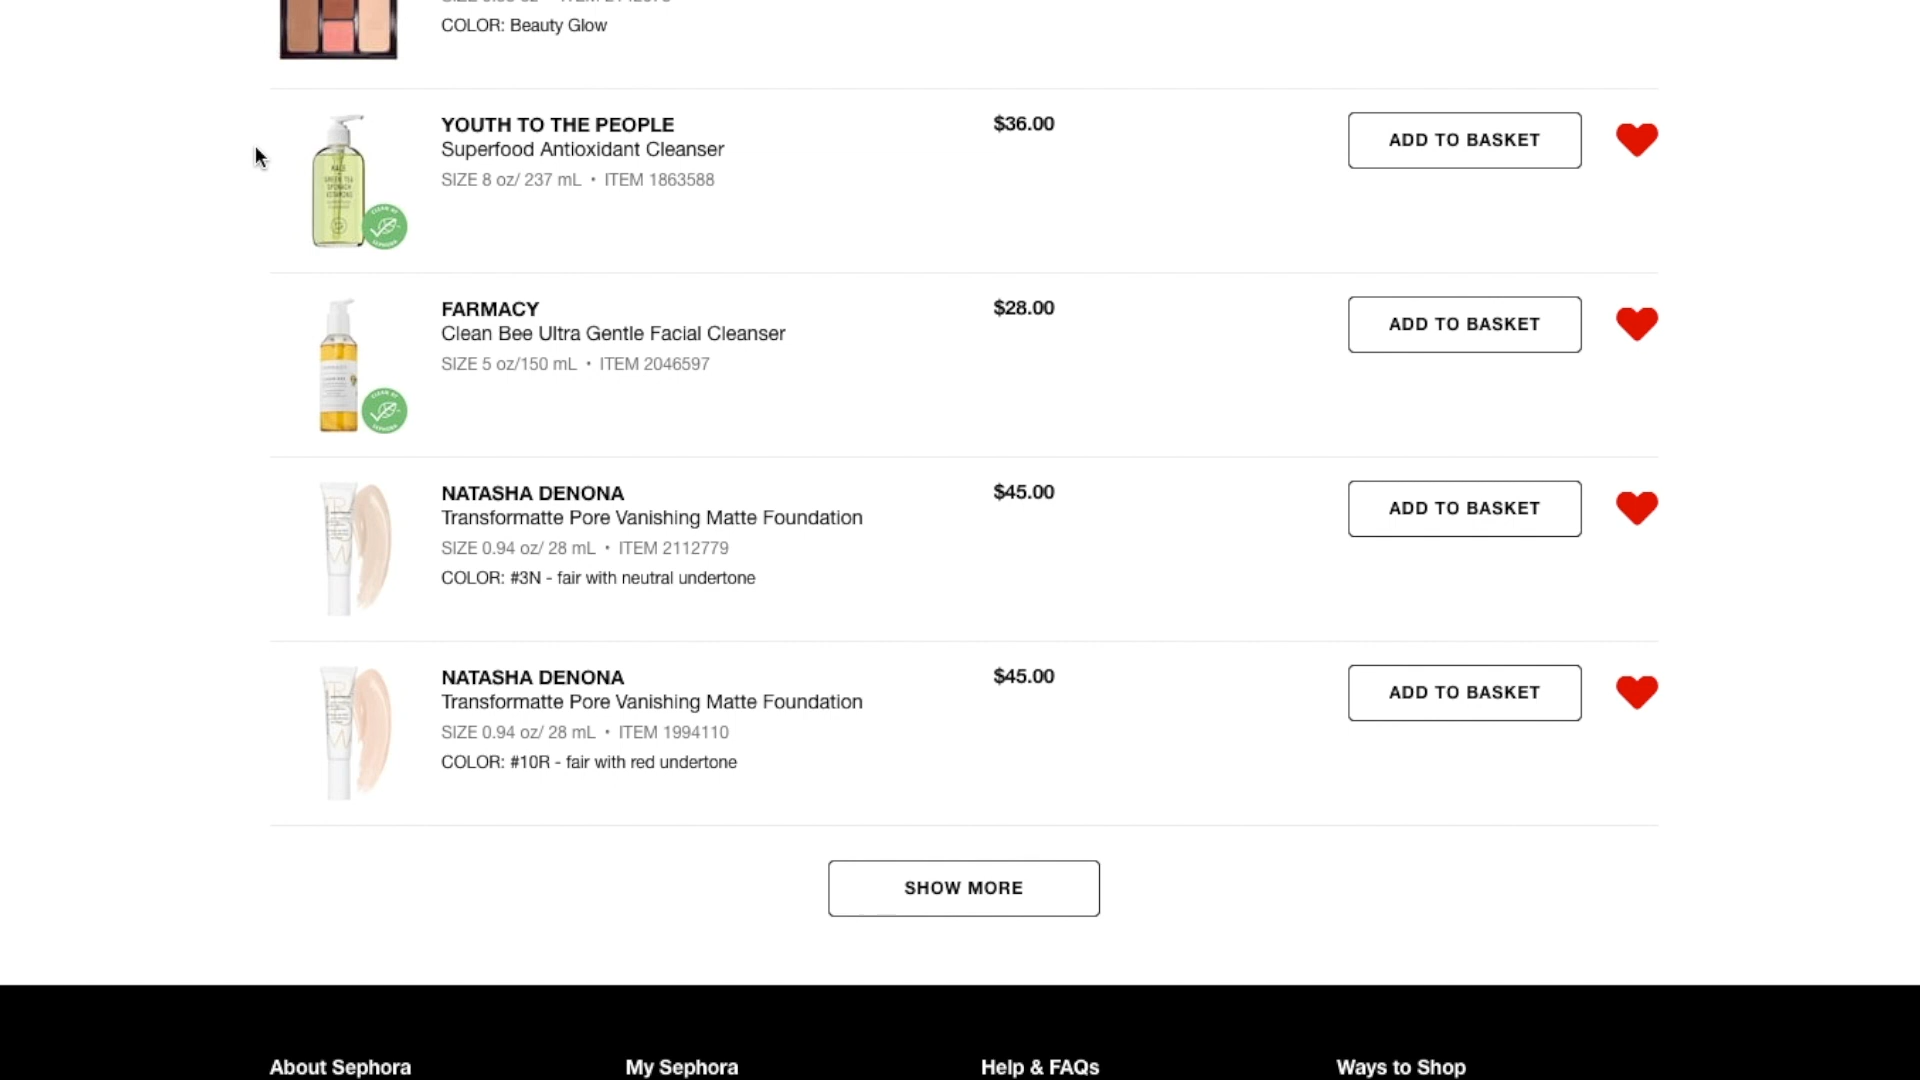 COLOR: Beauty Glow
YOUTH TO THE PEOPLE
Superfood Antioxidant Cleanser
SIZE 8 oz/ 237 mL • ITEM 1863588
$36.00
ADD TO BASKET
FARMACY
Clean Bee Ultra Gentle Facial Cleanser
SIZE 5 oz/150 mL • ITEM 2046597
$28.00
ADD TO BASKET
NATASHA DENONA
Transformatte Pore Vanishing Matte Foundation
SIZE 0.94 oz/ 28 mL • ITEM 2112779
COLOR: #3N - fair with neutral undertone
$45.00
ADD TO BASKET
NATASHA DENONA
Transformatte Pore Vanishing Matte Foundation
SIZE 0.94 oz/ 28 mL • ITEM 1994110
COLOR: #10R - fair with red undertone
$45.00
ADD TO BASKET
SHOW MORE
About Sephora
My Sephora
Help & FAQs
Ways to Shop